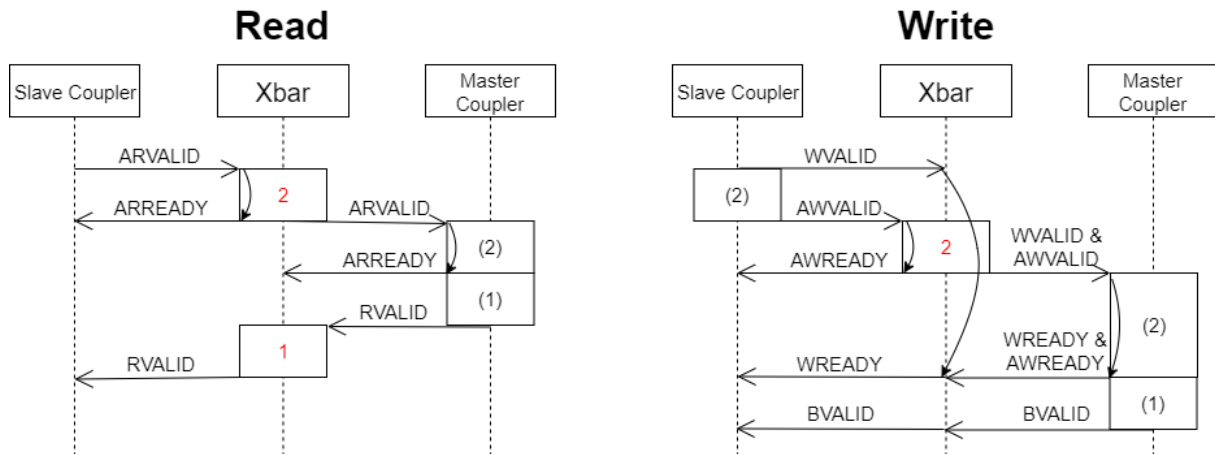 Read
Slave Coupler
Xbar
Master
Coupler
ARVALID
2
ARREADY
ARVALID
(2)
ARREADY
(1)
RVALID
1
RVALID
Write
Slave Coupler
Xbar
Master
Coupler
WVALID
(2)
AWVALID
2
WVALID &
AWVALID
AWREADY
(2)
WREADY &
AWREADY
WREADY
(1)
BVALID
BVALID